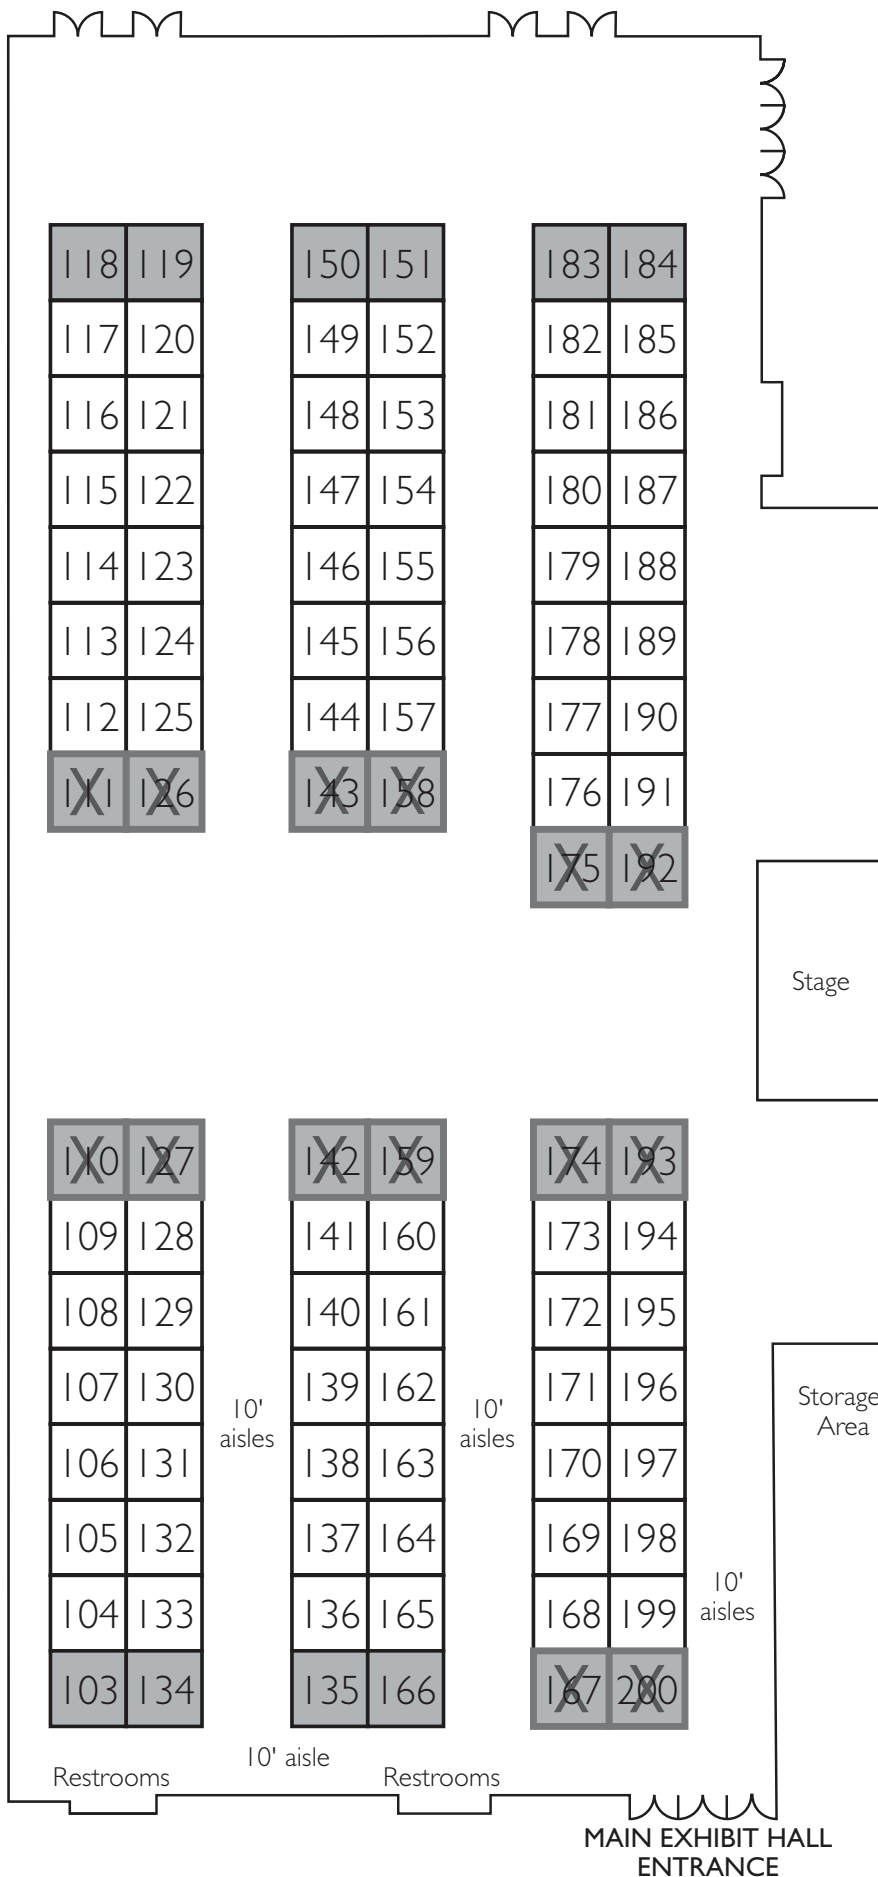 118 119 150 151 183 184
117 120 149 152 182 185
116 121 148 153 181 186
115 122 147 154 180 187
114 123 146 155 179 188
113 124 145 156 178 189
112 125 144 157 177 190
111 X 126 X 143 X 158 X 176 191
175 X 192 X
Stage
110 X 127 X 142 X 159 X 174 X 193 X
109 128 141 160 173 194
108 129 140 161 172 195
107 130 139 162 171 196
10'
aisles
10'
aisles
Storage
Area
106 131 138 163 170 197
105 132 137 164 169 198
104 133 136 165 168 199
10'
aisles
103 134 135 166 167 X 200 X
10' aisle
Restrooms
Restrooms
MAIN EXHIBIT HALL
ENTRANCE